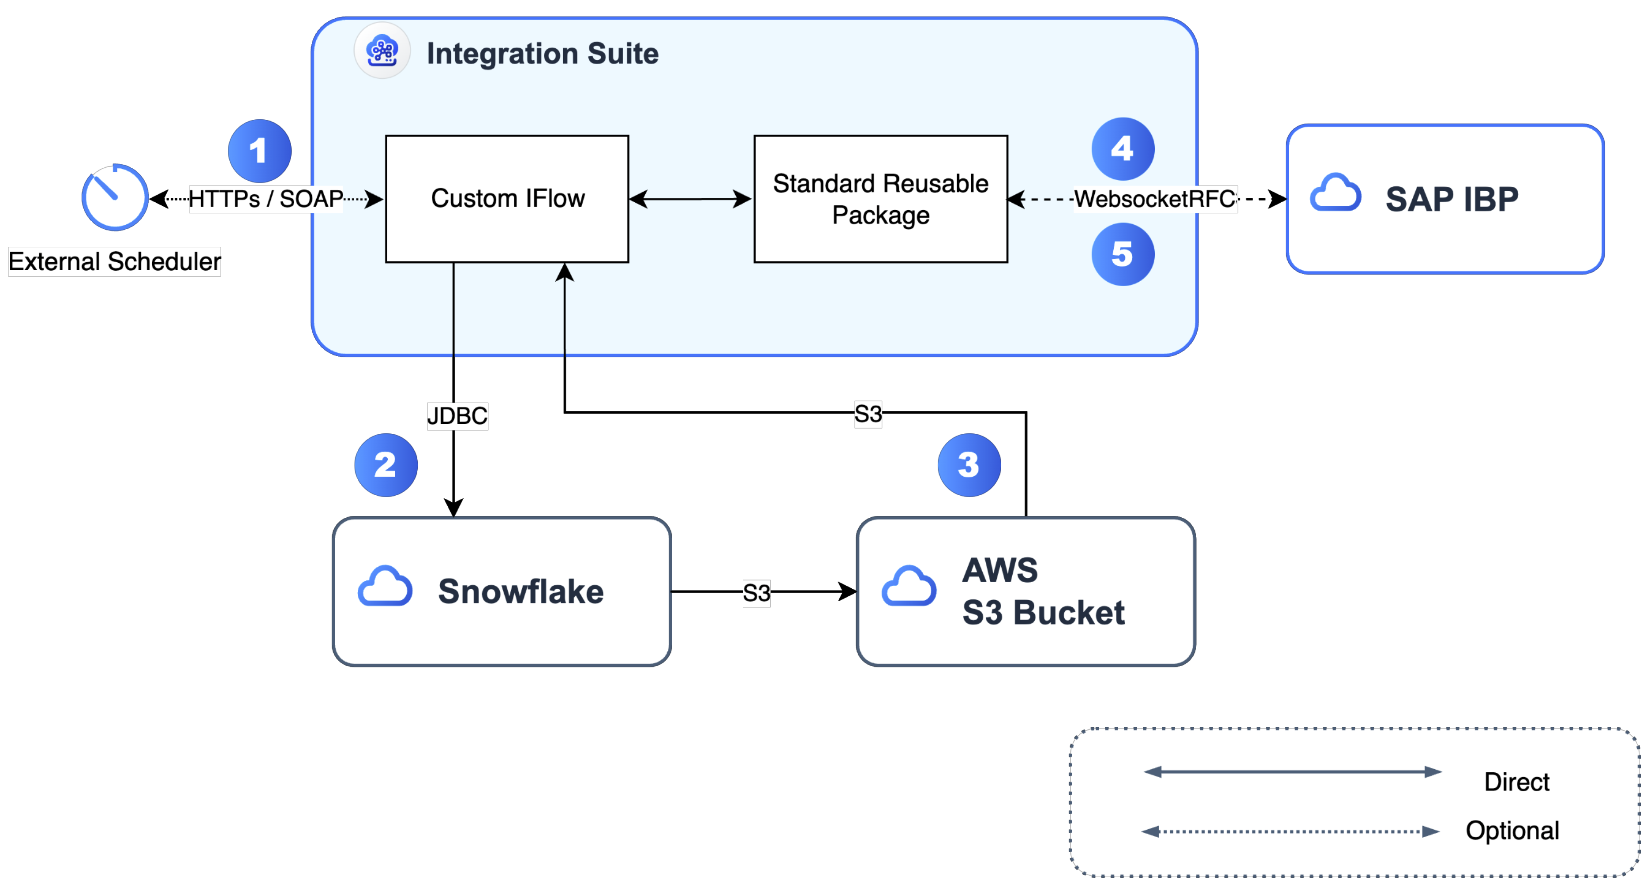 Integration Suite
1
4
HTTPs / SOAP
Custom IFlow
Standard Reusable
Package
WebsocketRFC
SAP IBP
External Scheduler
5
JDBC
S3
2
3
Snowflake
S3
AWS
S3 Bucket
Direct
Optional